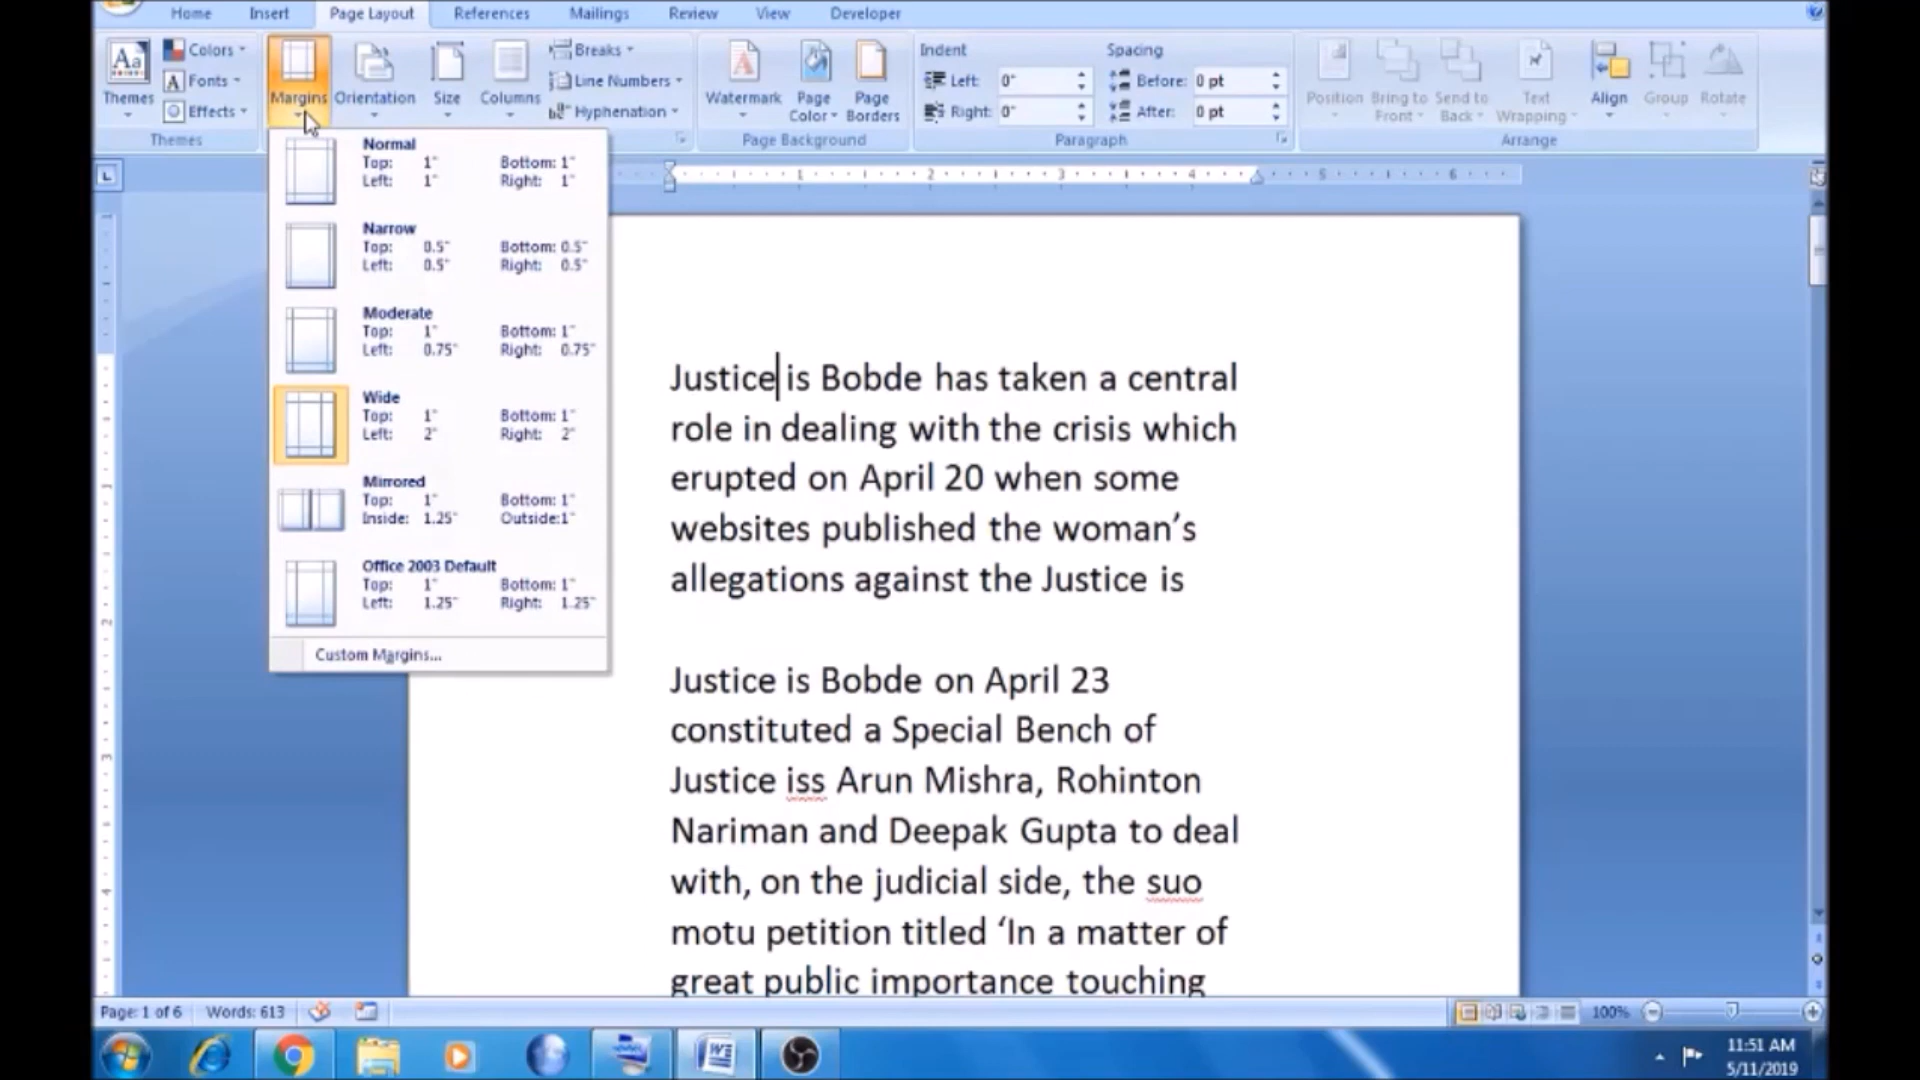 Home Insert Page Layout References Mailings Review View Developer
Colors
Fonts
Effects
Themes
Themes
Margins Orientation Size Columns
Breaks
Line Numbers
Hyphenation
Watermark Page Color Page Borders
Page Background
Indent Spacing
Left: 0" Before: 0 pt
Right: 0" After: 0 pt
Paragraph
Position Bring to Front Send to Back Text Wrapping Align Group Rotate
Arrange
Normal
Top: 1" Bottom: 1"
Left: 1" Right: 1"
Narrow
Top: 0.5" Bottom: 0.5"
Left: 0.5" Right: 0.5"
Moderate
Top: 1" Bottom: 1"
Left: 0.75" Right: 0.75"
Wide
Top: 1" Bottom: 1"
Left: 2" Right: 2"
Mirrored
Top: 1" Bottom: 1"
Inside: 1.25" Outside:1"
Office 2003 Default
Top: 1" Bottom: 1"
Left: 1.25" Right: 1.25"
Custom Margins...
1 2 3 4 5 6
Justice is Bobde has taken a central
role in dealing with the crisis which
erupted on April 20 when some
websites published the woman’s
allegations against the Justice is
Justice is Bobde on April 23
constituted a Special Bench of
Justice iss Arun Mishra, Rohinton
Nariman and Deepak Gupta to deal
with, on the judicial side, the suo
motu petition titled ‘In a matter of
great public importance touching
Page: 1 of 6 Words: 613 100%
11:51 AM
5/11/2019